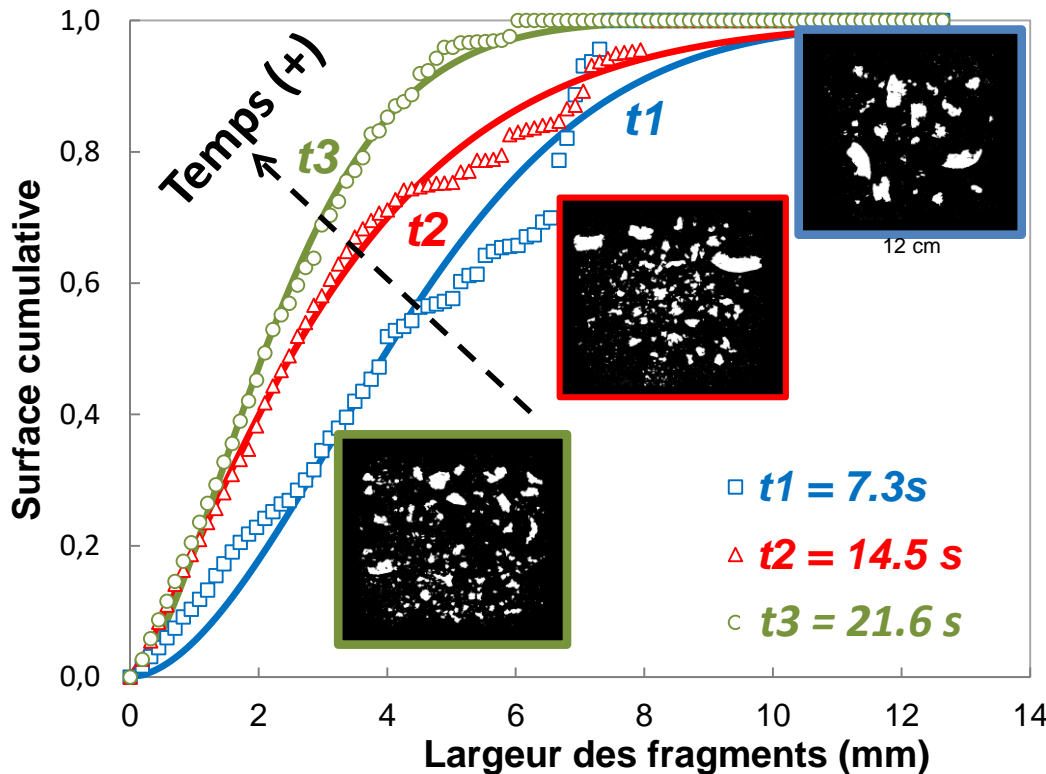 1,0
0,8
0,6
0,4
0,2
0,0
Surface cumulative
Temps (+)
t3
t2
t1
12 cm
t1 = 7.3s
t2 = 14.5 s
t3 = 21.6 s
0 2 4 6 8 10 12 14
Largeur des fragments (mm)